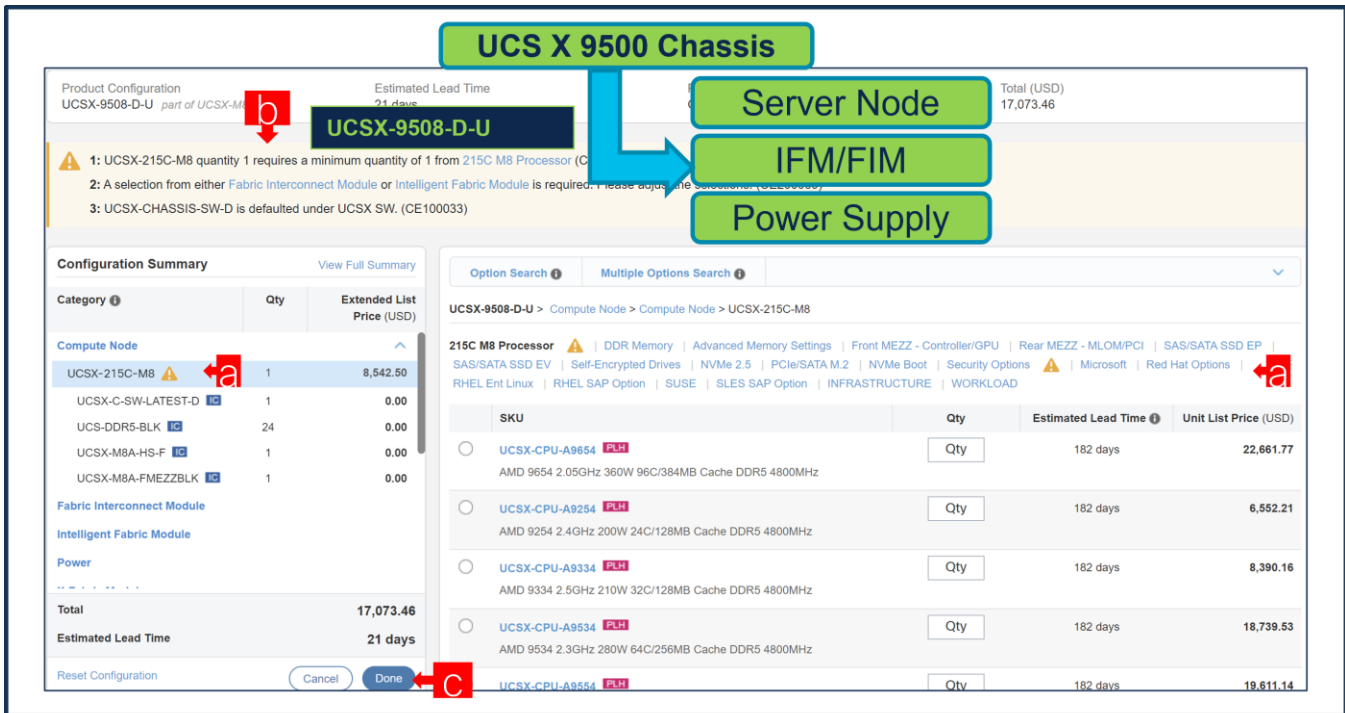 UCS X 9500 Chassis
Product Configuration
UCSX-9508-D-U part of UCSX-M8
Estimated Lead Time
21 days
Total (USD)
17,073.46
b
UCSX-9508-D-U
Server Node
IFM/FIM
Power Supply
1: UCSX-215C-M8 quantity 1 requires a minimum quantity of 1 from 215C M8 Processor (C
2: A selection from either Fabric Interconnect Module or Intelligent Fabric Module is required. Please adjust the selections.
3: UCSX-CHASSIS-SW-D is defaulted under UCSX SW. (CE100033)
Configuration Summary View Full Summary
Category Qty Extended List Price (USD)
Compute Node
UCSX-215C-M8 a 1 8,542.50
UCSX-C-SW-LATEST-D IC 1 0.00
UCS-DDR5-BLK IC 24 0.00
UCSX-M8A-HS-F IC 1 0.00
UCSX-M8A-FMEZZBLK IC 1 0.00
Fabric Interconnect Module
Intelligent Fabric Module
Power
Total 17,073.46
Estimated Lead Time 21 days
Reset Configuration Cancel Done c
Option Search Multiple Options Search
UCSX-9508-D-U > Compute Node > Compute Node > UCSX-215C-M8
215C M8 Processor | DDR Memory | Advanced Memory Settings | Front MEZZ - Controller/GPU | Rear MEZZ - MLOM/PCI | SAS/SATA SSD EP |
SAS/SATA SSD EV | Self-Encrypted Drives | NVMe 2.5 | PCIe/SATA M.2 | NVMe Boot | Security Options | Microsoft | Red Hat Options | a
RHEL Ent Linux | RHEL SAP Option | SUSE | SLES SAP Option | INFRASTRUCTURE | WORKLOAD
SKU Qty Estimated Lead Time Unit List Price (USD)
UCSX-CPU-A9654 PLH Qty 182 days 22,661.77
AMD 9654 2.05GHz 360W 96C/384MB Cache DDR5 4800MHz
UCSX-CPU-A9254 PLH Qty 182 days 6,552.21
AMD 9254 2.4GHz 200W 24C/128MB Cache DDR5 4800MHz
UCSX-CPU-A9334 PLH Qty 182 days 8,390.16
AMD 9334 2.5GHz 210W 32C/128MB Cache DDR5 4800MHz
UCSX-CPU-A9534 PLH Qty 182 days 18,739.53
AMD 9534 2.3GHz 280W 64C/256MB Cache DDR5 4800MHz
UCSX-CPU-A9554 PLH Qty 182 days 19,611.14